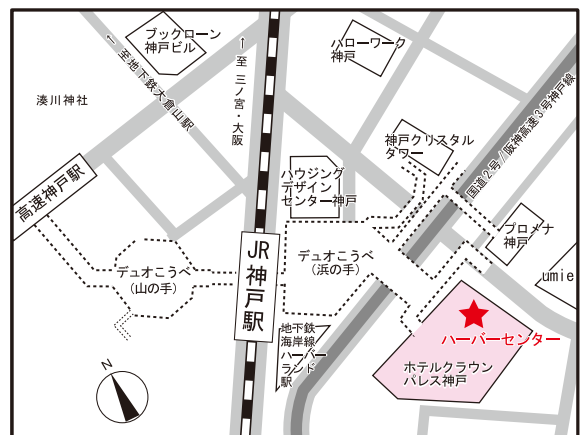 ブックローン
神戸ビル
← 至地下鉄大倉山駅
← 至 三ノ宮・大阪
ハローワーク
神戸
湊川神社
神戸クリスタル
タワー
国道2号/阪神高速3号神戸線
高速神戸駅
ハウジング
デザイン
センター神戸
プロメナ
神戸
デュオこうべ
(山の手)
JR神戸駅
デュオこうべ
(浜の手)
umie
地下鉄
海岸線
ハーバー
ランド
駅
ハーバーセンター
ホテルクラウン
パレス神戸
N